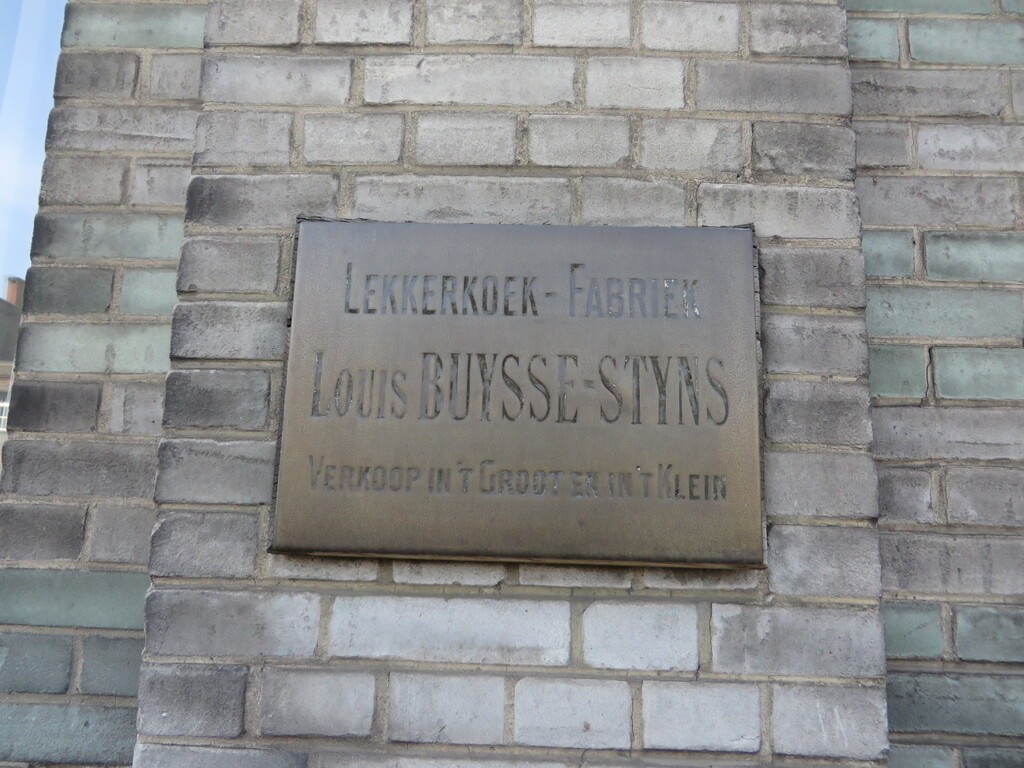 LEKKERKOEK - FABRIEK
LOUIS BUYSSE-STYNS
VERKOOP IN 'T GROOT EN IN 'T KLEIN